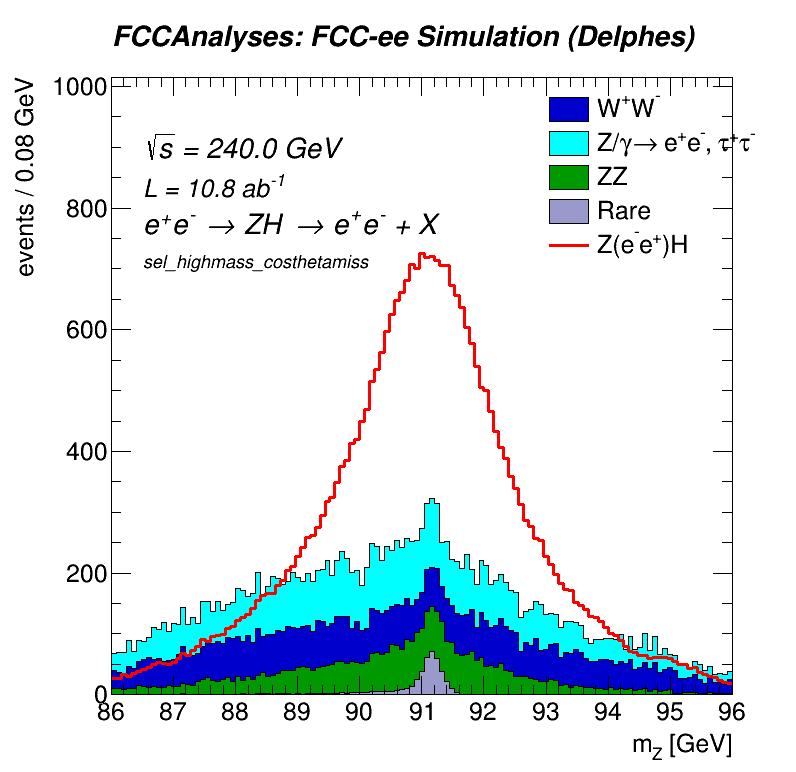 FCCAnalyses: FCC-ee Simulation (Delphes)
events / 0.08 GeV
1000
800
600
400
200
0
√s = 240.0 GeV
L = 10.8 ab⁻¹
e⁺e⁻ → ZH → e⁺e⁻ + X
sel_highmass_costhetamiss
W⁺W⁻
Z/γ→ e⁺e⁻, τ⁺τ⁻
ZZ
Rare
Z(e⁻e⁺)H
86 87 88 89 90 91 92 93 94 95 96
m_Z [GeV]